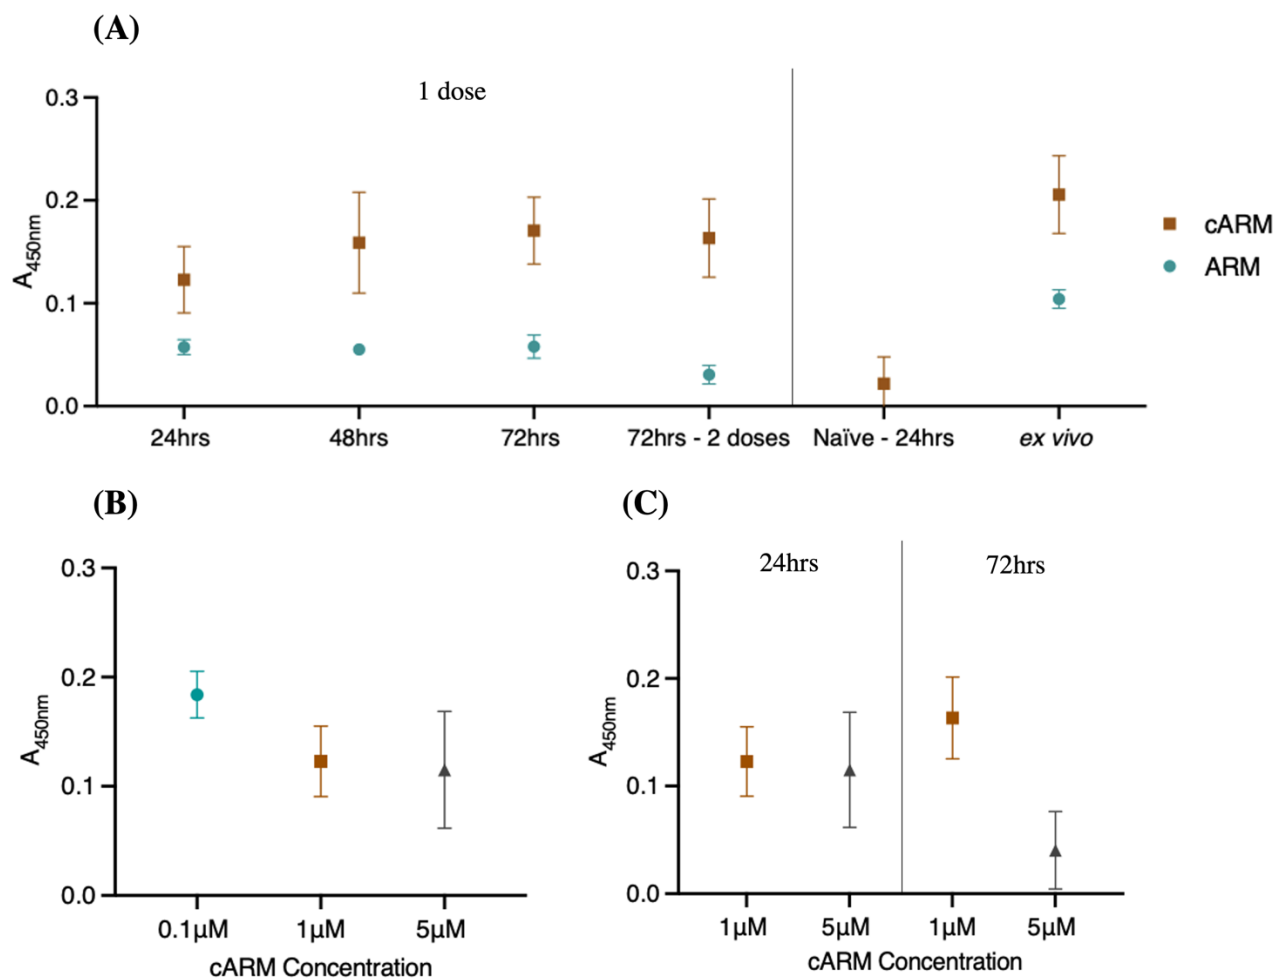 (A)
1 dose
0.3
0.2
0.1
0.0
A450nm
24hrs
48hrs
72hrs
72hrs - 2 doses
Naïve - 24hrs
ex vivo
cARM
ARM
(B)
0.3
0.2
0.1
0.0
A450nm
0.1µM
1µM
5µM
cARM Concentration
(C)
24hrs
72hrs
0.3
0.2
0.1
0.0
A450nm
1µM
5µM
1µM
5µM
cARM Concentration